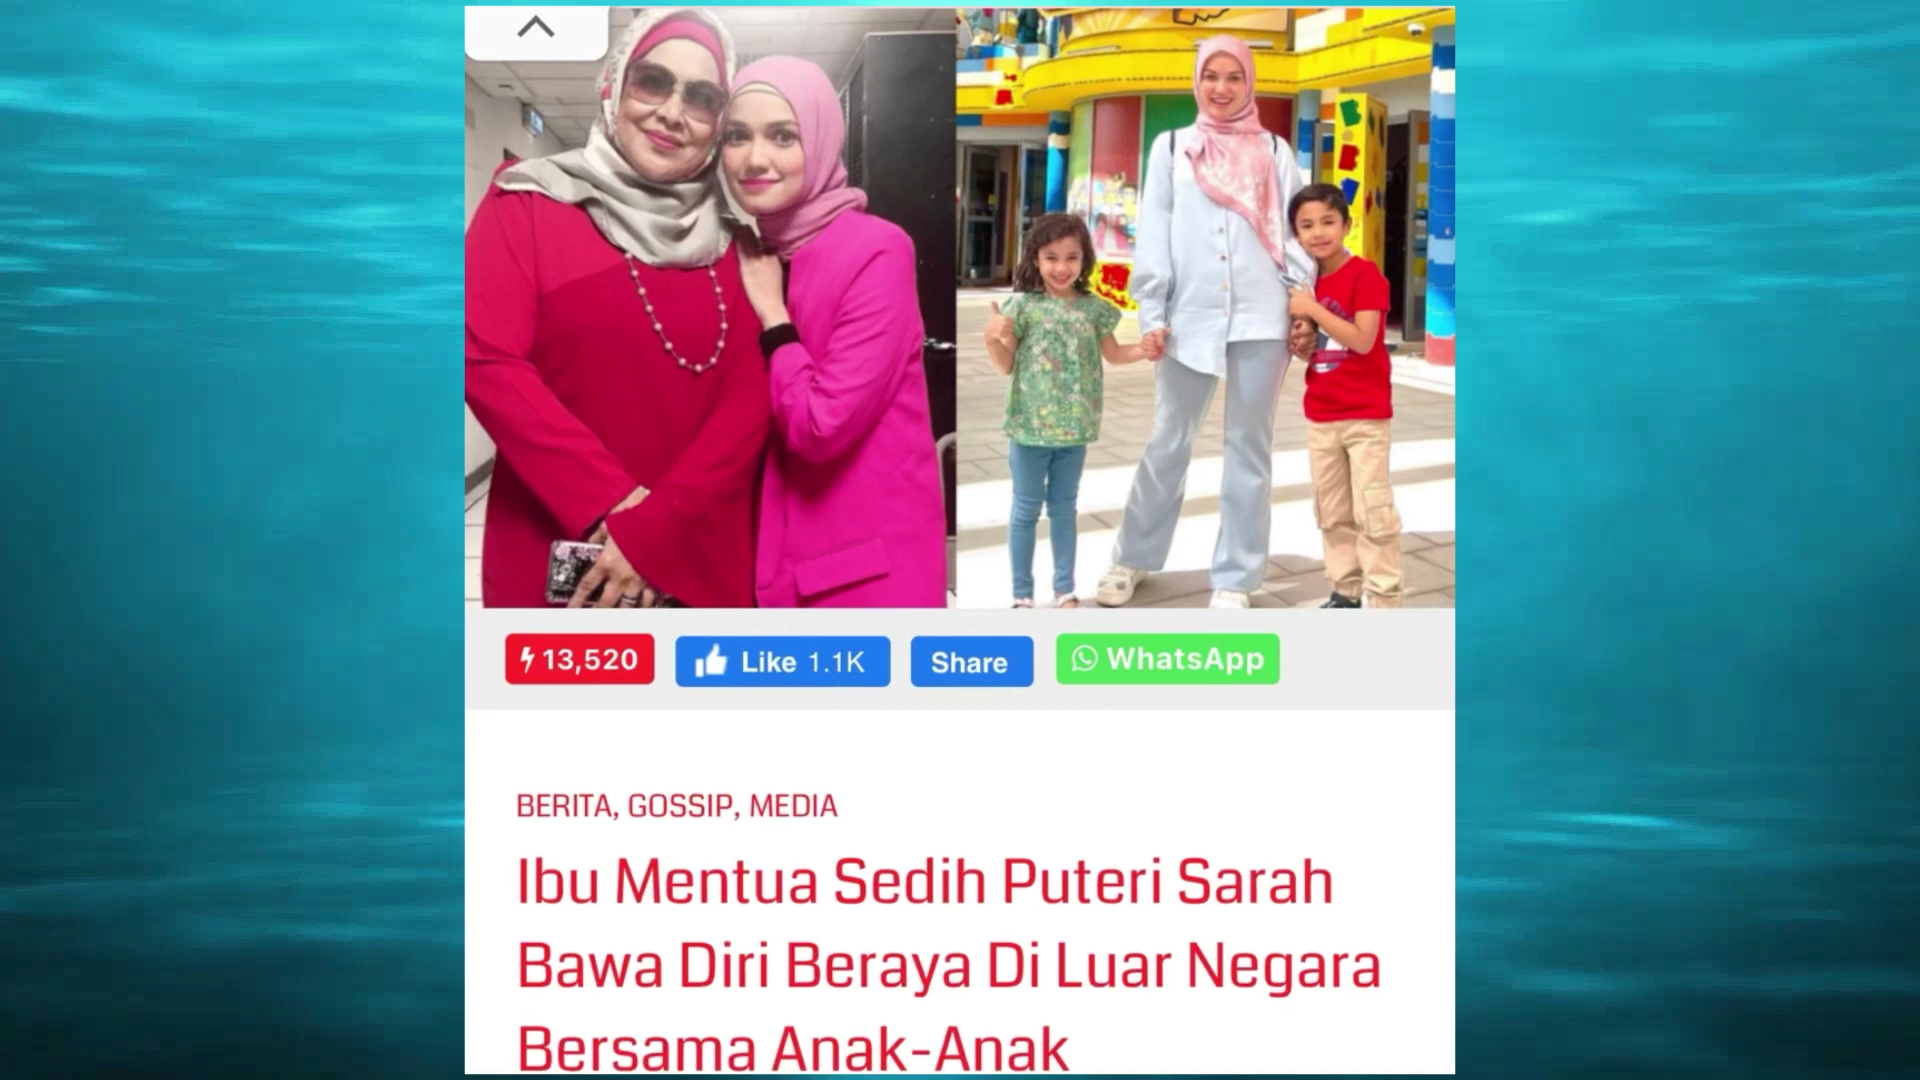 13,520 Like 1.1K Share WhatsApp
BERITA, GOSSIP, MEDIA
Ibu Mentua Sedih Puteri Sarah
Bawa Diri Beraya Di Luar Negara
Bersama Anak-Anak